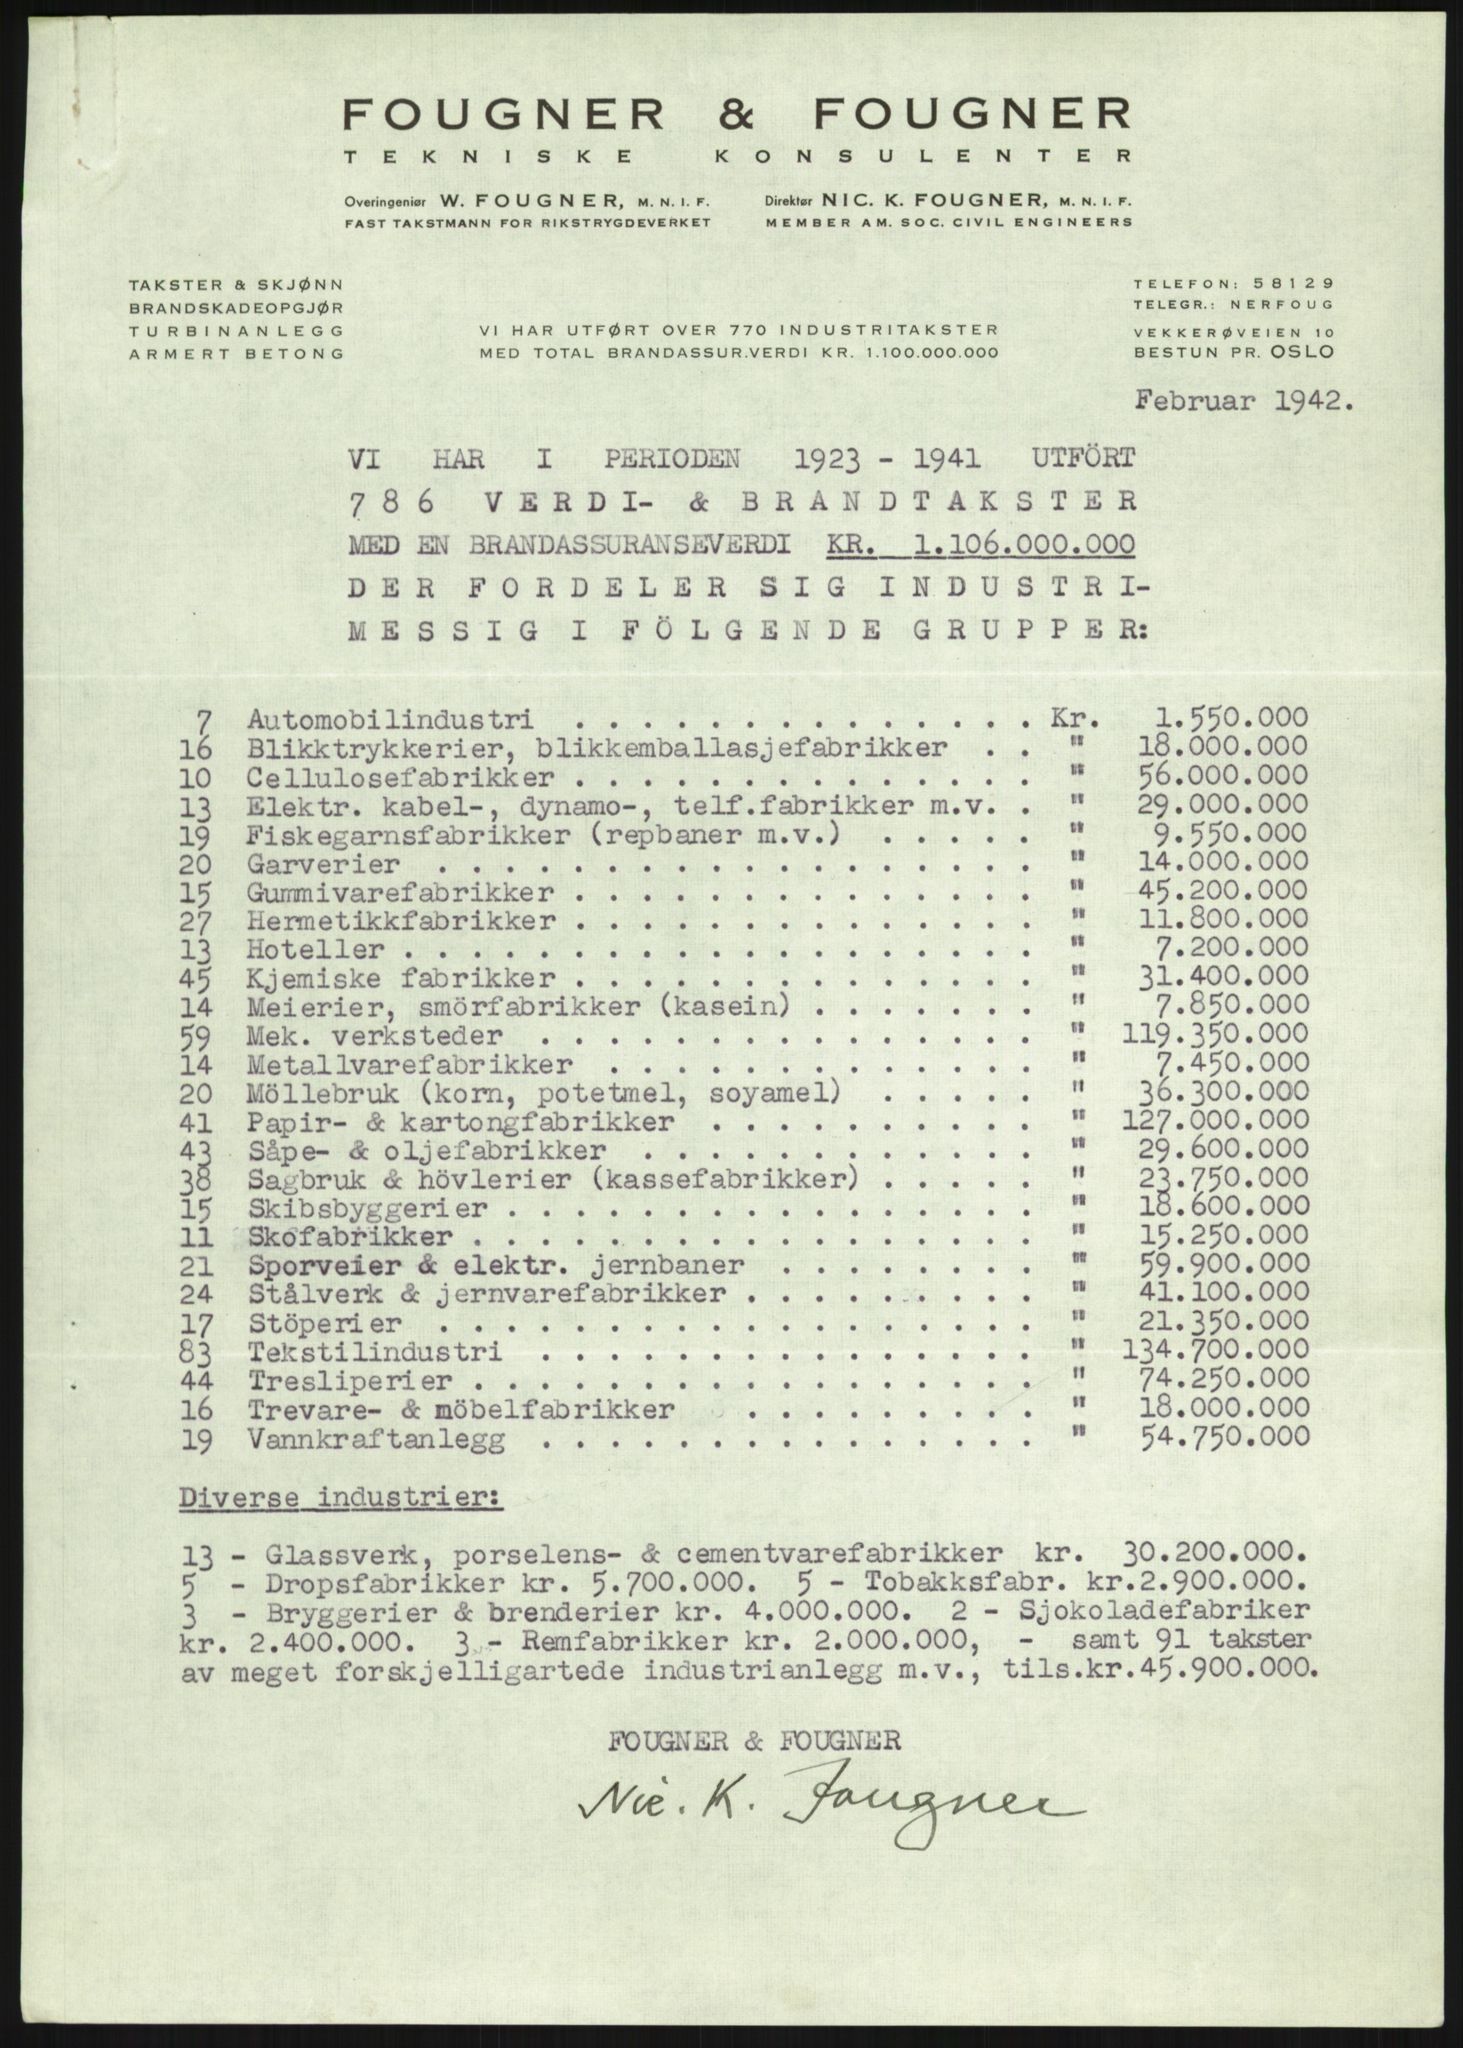 FOUGNER & FOUGNER
TEKNISKE KONSULENTER
Overingeniør W. FOUGNER, M. N. I. F.
FAST TAKSTMANN FOR RIKSTRYGDEVERKET
Direktør NIC. K. FOUGNER, M. N. I. F.
MEMBER AM. SOC. CIVIL ENGINEERS
TAKSTER & SKJØNN
BRANDSKADEOPGJØR
TURBINANLEGG
ARMERT BETONG
VI HAR UTFØRT OVER 770 INDUSTRITAKSTER
MED TOTAL BRANDASSUR.VERDI KR. 1.100.000.000
TELEFON: 58129
TELEGR.: NERFOUG
VEKKERØVEIEN 10
BESTUN PR. OSLO
Februar 1942.
VI HAR I PERIODEN 1923 - 1941 UTFÖRT
786 VERDI- & BRANDTAKSTER
MED EN BRANDASSURANSEVERDI KR. 1.106.000.000
DER FORDELER SIG INDUSTRI-
MESSIG I FÖLGENDE GRUPPER:
7 Automobilindustri . . . . . . . . . . . . . . Kr. 1.550.000
16 Blikktrykkerier, blikkemballasjefabrikker . . " 18.000.000
10 Cellulosefabrikker . . . . . . . . . . . . . . " 56.000.000
13 Elektr. kabel-, dynamo-, telf.fabrikker m.v. . " 29.000.000
19 Fiskegarnsfabrikker (repbaner m.v.) . . . . . " 9.550.000
20 Garverier . . . . . . . . . . . . . . . . . . " 14.000.000
15 Gummivarefabrikker . . . . . . . . . . . . . . " 45.200.000
27 Hermetikkfabrikker . . . . . . . . . . . . . . " 11.800.000
13 Hoteller . . . . . . . . . . . . . . . . . . . " 7.200.000
45 Kjemiske fabrikker . . . . . . . . . . . . . . " 31.400.000
14 Meierier, smörfabrikker (kasein) . . . . . . . " 7.850.000
59 Mek. verksteder . . . . . . . . . . . . . . . " 119.350.000
14 Metallvarefabrikker . . . . . . . . . . . . . " 7.450.000
20 Möllebruk (korn, potetmel, soyamel) . . . . . " 36.300.000
41 Papir- & kartongfabrikker . . . . . . . . . . " 127.000.000
43 Såpe- & oljefabrikker . . . . . . . . . . . . " 29.600.000
38 Sagbruk & hövlerier (kassefabrikker) . . . . . " 23.750.000
15 Skibsbyggerier . . . . . . . . . . . . . . . . " 18.600.000
11 Skofabrikker . . . . . . . . . . . . . . . . . " 15.250.000
21 Sporveier & elektr. jernbaner . . . . . . . . " 59.900.000
24 Stålverk & jernvarefabrikker . . . . . . . . . " 41.100.000
17 Stöperier . . . . . . . . . . . . . . . . . . " 21.350.000
83 Tekstilindustri . . . . . . . . . . . . . . . " 134.700.000
44 Tresliperier . . . . . . . . . . . . . . . . . " 74.250.000
16 Trevare- & möbelfabrikker . . . . . . . . . " 18.000.000
19 Vannkraftanlegg . . . . . . . . . . . . . . . " 54.750.000
Diverse industrier:
13 - Glassverk, porselens- & cementvarefabrikker kr. 30.200.000.
5 - Dropsfabrikker kr. 5.700.000. 5 - Tobakksfabr. kr.2.900.000.
3 - Bryggerier & brenderier kr. 4.000.000. 2 - Sjokoladefabriker
kr. 2.400.000. 3 - Remfabrikker kr. 2.000.000, - samt 91 takster
av meget forskjelligartede industrianlegg m.v., tils.kr.45.900.000.
FOUGNER & FOUGNER
Nic. K. Fougner